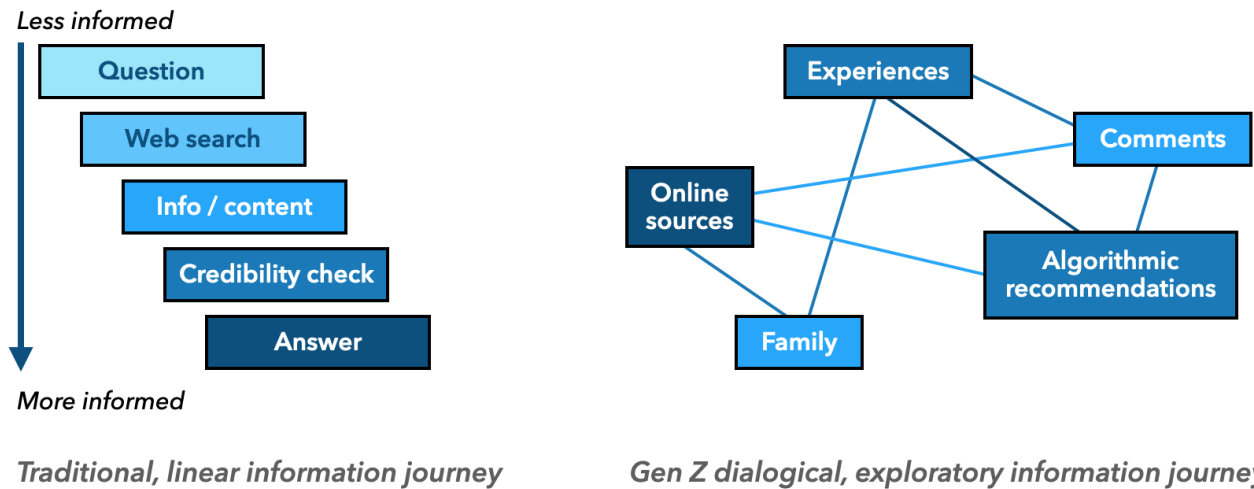 Less informed
Question
Web search
Info / content
Credibility check
Answer
More informed
Traditional, linear information journey
Experiences
Comments
Online
sources
Algorithmic
recommendations
Family
Gen Z dialogical, exploratory information journey